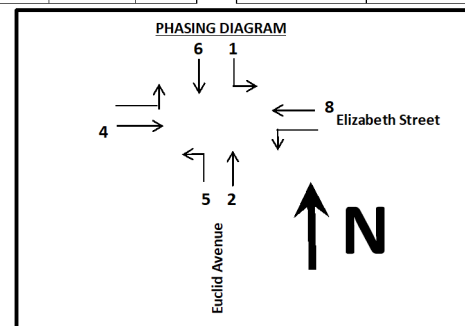 PHASING DIAGRAM
6 1
8
Elizabeth Street
4
5 2
Euclid Avenue
N